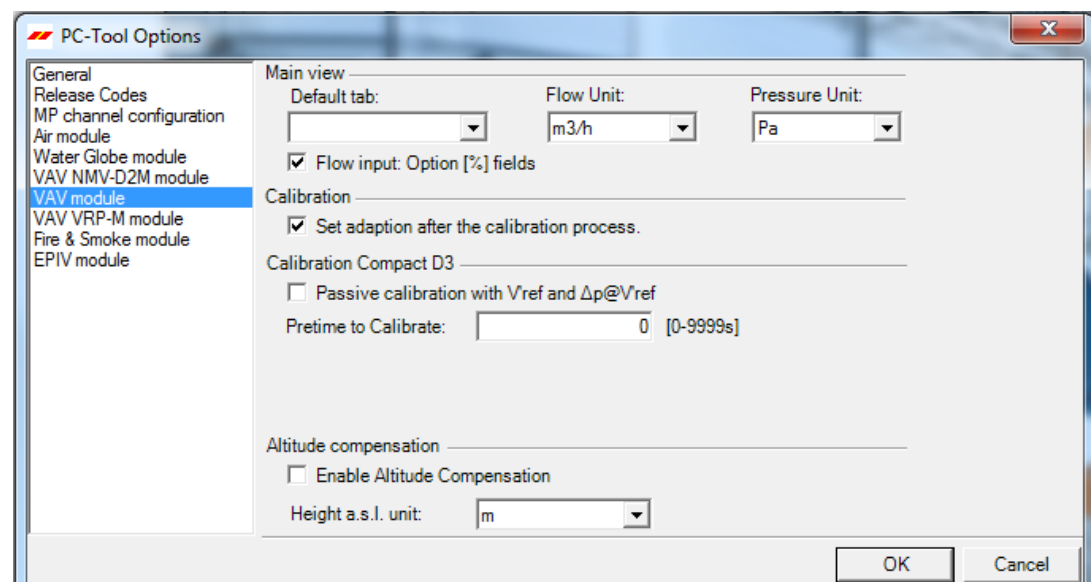 PC-Tool Options
General
Release Codes
MP channel configuration
Air module
Water Globe module
VAV NMV-D2M module
VAV module
VAV VRP-M module
Fire & Smoke module
EPIV module
Main view
Default tab: Flow Unit: Pressure Unit:
m3/h Pa
Flow input: Option [%] fields
Calibration
Set adaption after the calibration process.
Calibration Compact D3
Passive calibration with V'ref and Δp@V'ref
Pretime to Calibrate: 0 [0-9999s]
Altitude compensation
Enable Altitude Compensation
Height a.s.l. unit: m
OK Cancel